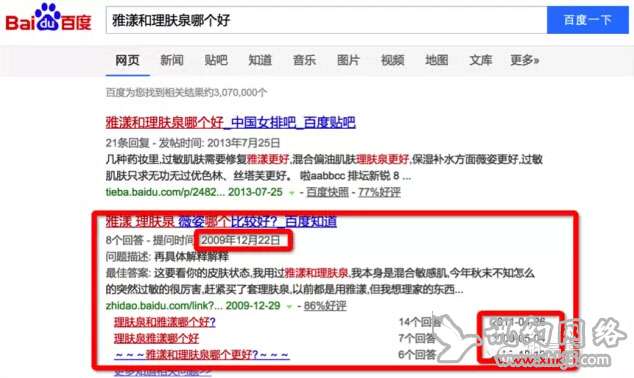 Bai du 百度
雅漾和理肤泉哪个好
百度一下
网页 新闻 贴吧 知道 音乐 图片 视频 地图 文库 更多»
百度为您找到相关结果约3,070,000个
雅漾和理肤泉哪个好_中国女排吧_百度贴吧
21条回复 - 发帖时间: 2013年7月25日
几种药妆里,过敏肌肤需要修复雅漾更好,混合偏油肌肤理肤泉更好,保湿补水方面薇姿更好,过敏
肌肤只求无功无过优色林、丝塔芙更好。 啦aabbcc 排坛新锐 8 ...
tieba.baidu.com/p/2482... 2013-07-25 - 百度快照 - 77%好评
雅漾 理肤泉 薇姿哪个比较好?_百度知道
8个回答 - 提问时间: 2009年12月22日
问题描述: 再具体解释解释
最佳答案: 这要看你的皮肤状态,我用过雅漾和理肤泉,我本身是混合敏感肌,今年秋末不知怎么
的突然过敏的很厉害,赶紧买了套理肤泉,以前都是用雅漾,但我想理家的东西...
zhidao.baidu.com/link?... 2009-12-29 - 86%好评
理肤泉和雅漾哪个好? 14个回答 2011-04-26
理肤泉雅漾哪个好 7个回答
~~~雅漾和理肤泉哪个更好?~~~ 6个回答
更多知道相关问题>>